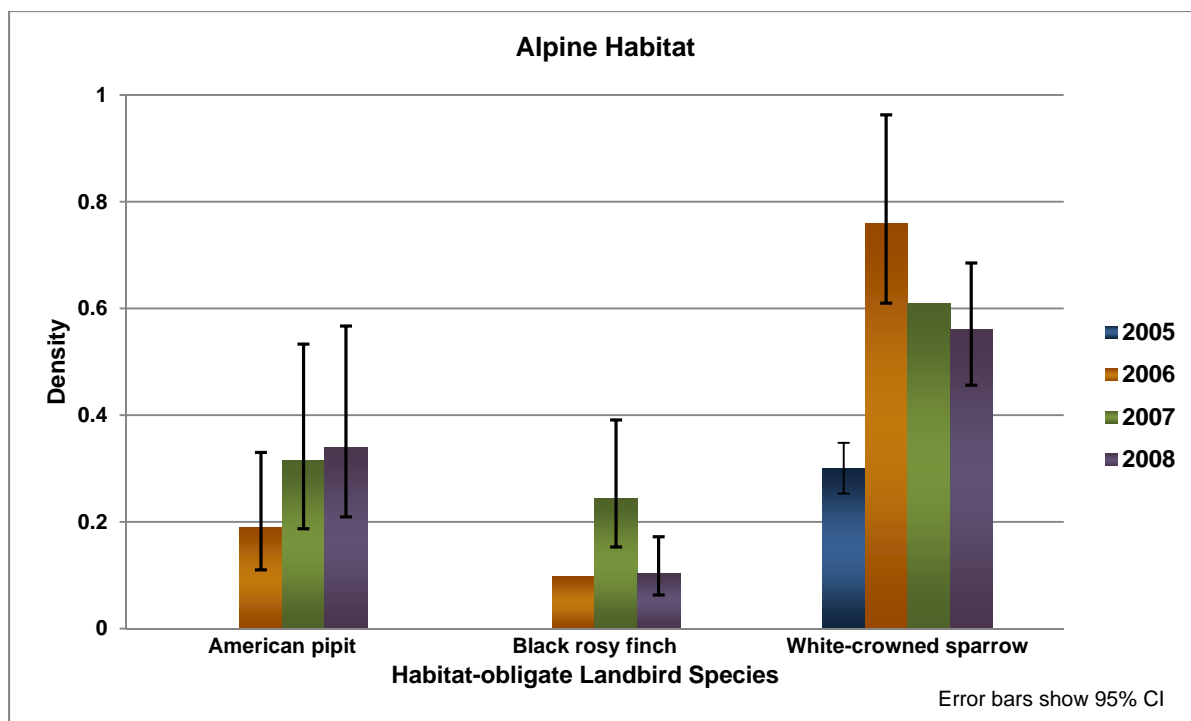 Alpine Habitat
1
0.8
0.6
0.4
0.2
0
Density
American pipit
Black rosy finch
White-crowned sparrow
Habitat-obligate Landbird Species
2005
2006
2007
2008
Error bars show 95% CI